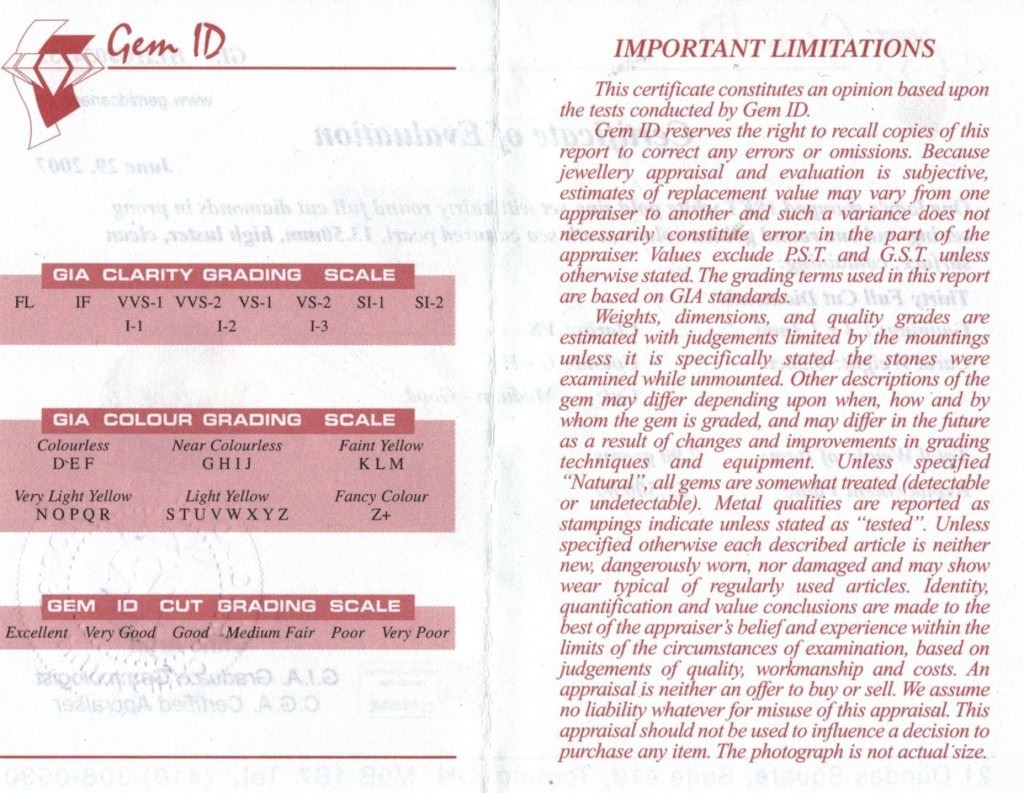 Gem ID
GIA CLARITY GRADING SCALE
FL IF VVS-1 VVS-2 VS-1 VS-2 SI-1 SI-2
I-1 I-2 I-3
GIA COLOUR GRADING SCALE
Colourless Near Colourless Faint Yellow
D E F G H I J K L M
Very Light Yellow Light Yellow Fancy Colour
N O P Q R S T U V W X Y Z Z+
GEM ID CUT GRADING SCALE
Excellent Very Good Good Medium Fair Poor Very Poor
IMPORTANT LIMITATIONS
This certificate constitutes an opinion based upon
the tests conducted by Gem ID.
Gem ID reserves the right to recall copies of this
report to correct any errors or omissions. Because
jewellery appraisal and evaluation is subjective,
estimates of replacement value may vary from one
appraiser to another and such a variance does not
necessarily constitute error in the part of the
appraiser. Values exclude P.S.T. and G.S.T. unless
otherwise stated. The grading terms used in this report
are based on GIA standards.
Weights, dimensions, and quality grades are
estimated with judgements limited by the mountings
unless it is specifically stated the stones were
examined while unmounted. Other descriptions of the
gem may differ depending upon when, how and by
whom the gem is graded, and may differ in the future
as a result of changes and improvements in grading
techniques and equipment. Unless specified
“Natural”, all gems are somewhat treated (detectable
or undetectable). Metal qualities are reported as
stampings indicate unless stated as “tested”. Unless
specified otherwise each described article is neither
new, dangerously worn, nor damaged and may show
wear typical of regularly used articles. Identity,
quantification and value conclusions are made to the
best of the appraiser's belief and experience within the
limits of the circumstances of examination, based on
judgements of quality, workmanship and costs. An
appraisal is neither an offer to buy or sell. We assume
no liability whatever for misuse of this appraisal. This
appraisal should not be used to influence a decision to
purchase any item. The photograph is not actual size.